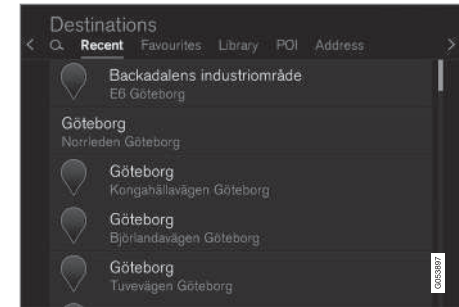 Destinations
Recent Favourites Library POI Address
Backadalens industriområde
E6 Göteborg
Göteborg
Norrleden Göteborg
Göteborg
Kongahällavägen Göteborg
Göteborg
Björlandavägen Göteborg
Göteborg
Tuvevägen Göteborg
G053897